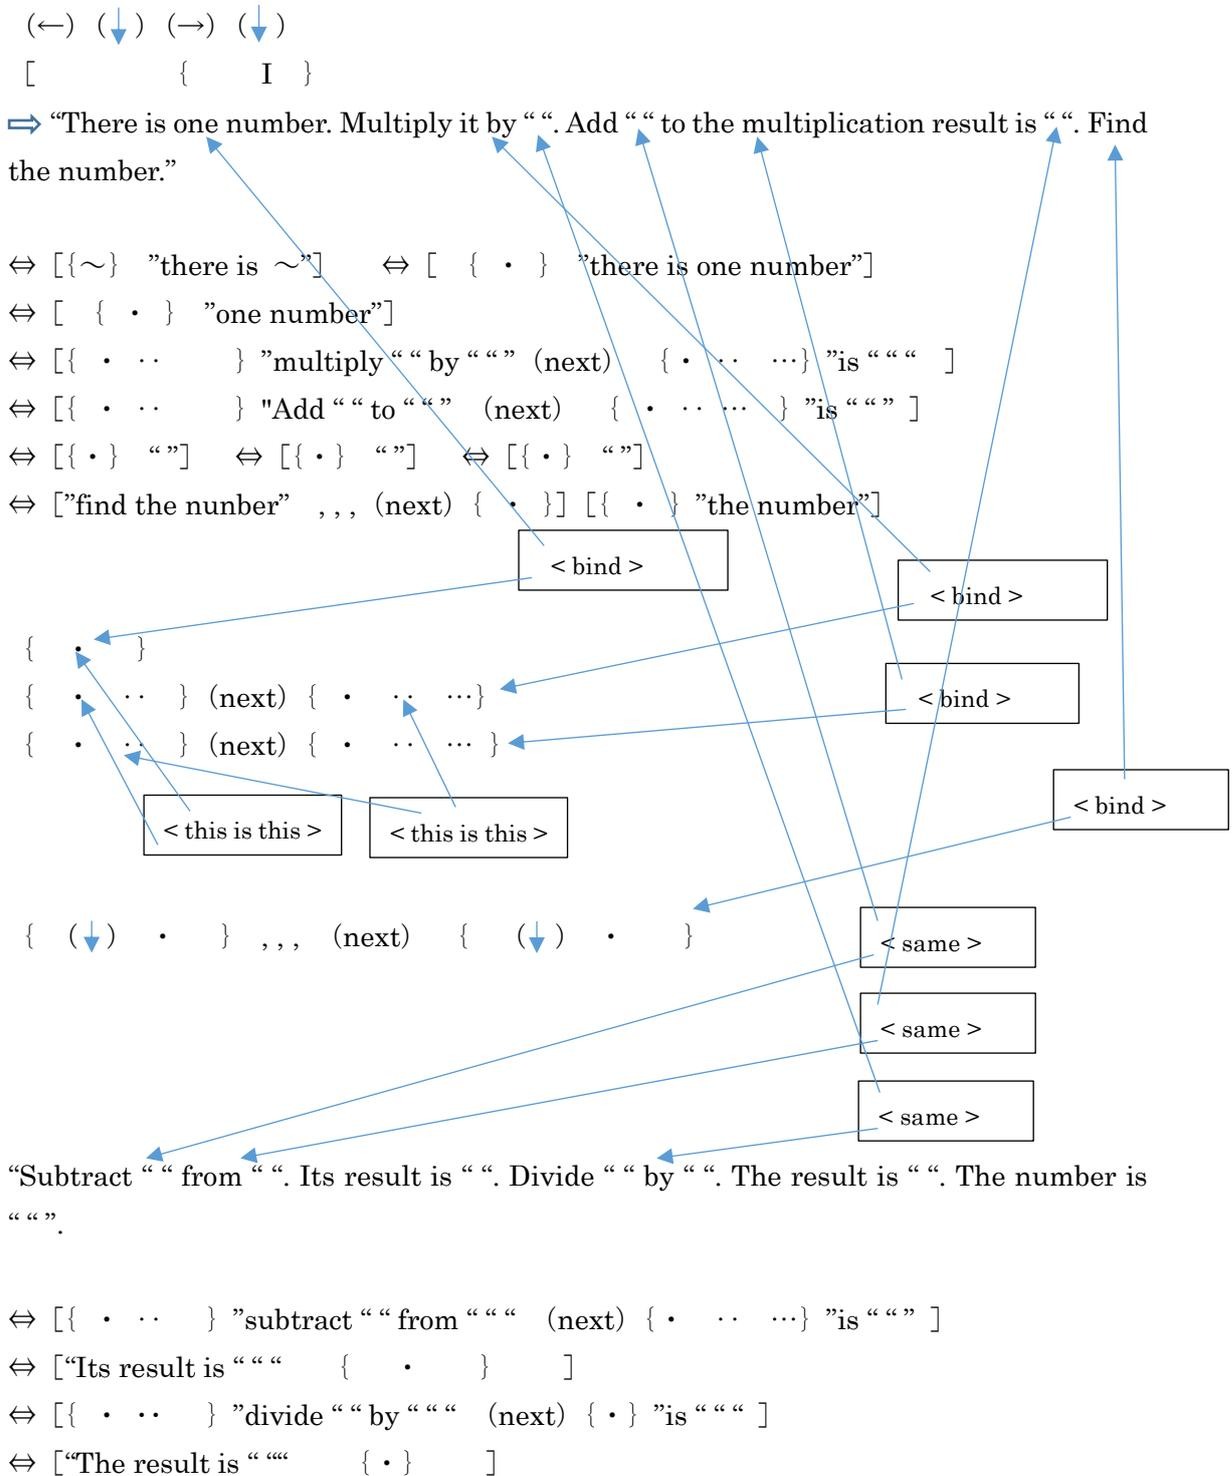 (←) (↓) (→) (↓)
[ { I }
⇨ “There is one number. Multiply it by “ “. Add “ “ to the multiplication result is “ “. Find
the number.”
⇔ [{～} ”there is ～”] ⇔ [ { ・ } ”there is one number”]
⇔ [ { ・ } ”one number”]
⇔ [{ ・ ‥ } ”multiply “ “ by “ “ ” (next) {・ ‥ …} ”is “ “ “ ]
⇔ [{ ・ ‥ } "Add “ “ to “ “ ” (next) { ・ ‥ … } ”is “ “ ” ]
⇔ [{・} “ ”] ⇔ [{・} “ ”] ⇔ [{・} “ ”]
⇔ [”find the nunber” , , , (next) { ・ }] [{ ・ } ”the number”]
< bind >
< bind >
{ ・ }
{ ・ ‥ } (next) { ・ ‥ …}
< bind >
{ ・ ‥ } (next) { ・ ‥ … }
< bind >
< this is this > < this is this >
{ (↓) ・ } , , , (next) { (↓) ・ }
< same >
< same >
< same >
“Subtract “ “ from “ “. Its result is “ “. Divide “ “ by “ “. The result is “ “. The number is
“ “ ”.
⇔ [{ ・ ‥ } ”subtract “ “ from “ “ “ (next) {・ ‥ …} ”is “ “ ” ]
⇔ [“Its result is “ “ “ { ・ } ]
⇔ [{ ・ ‥ } ”divide “ “ by “ “ “ (next) {・} ”is “ “ “ ]
⇔ [“The result is “ ““ {・} ]